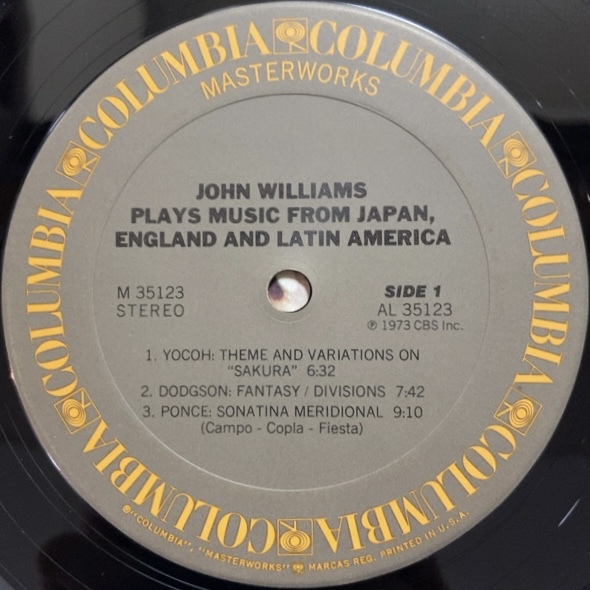 COLUMBIA COLUMBIA COLUMBIA COLUMBIA COLUMBIA COLUMBIA COLUMBIA COLUMBIA
MASTERWORKS
JOHN WILLIAMS
PLAYS MUSIC FROM JAPAN,
ENGLAND AND LATIN AMERICA
M 35123
STEREO
SIDE 1
AL 35123
℗ 1973 CBS Inc.
1. YOCOH: THEME AND VARIATIONS ON
"SAKURA" 6:32
2. DODGSON: FANTASY / DIVISIONS 7:42
3. PONCE: SONATINA MERIDIONAL 9:10
(Campo - Copla - Fiesta)
®"COLUMBIA", "MASTERWORKS" MARCAS REG. PRINTED IN U.S.A.